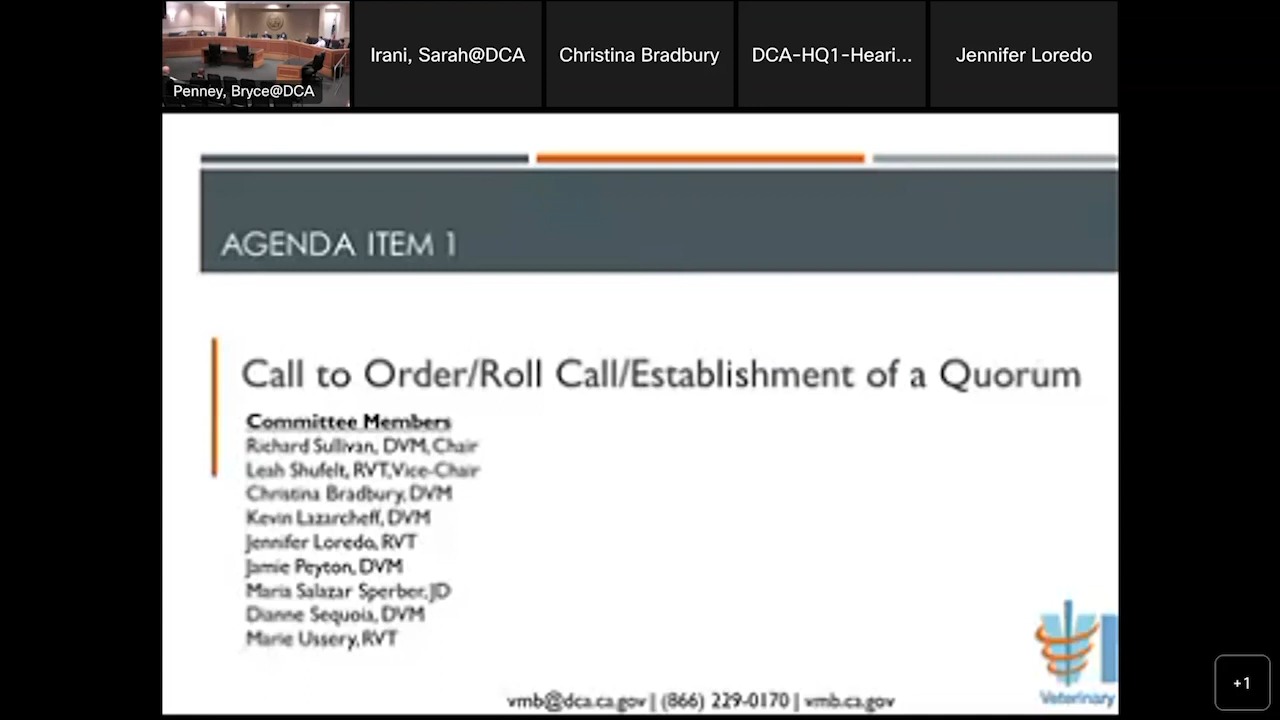 Penney, Bryce@DCA
Irani, Sarah@DCA
Christina Bradbury
DCA-HQ1-Heari...
Jennifer Loredo
AGENDA ITEM 1
Call to Order/Roll Call/Establishment of a Quorum
Committee Members
Richard Sullivan, DVM, Chair
Leah Shufelt, RVT, Vice-Chair
Christina Bradbury, DVM
Kevin Lazarcheff, DVM
Jennifer Loredo, RVT
Jamie Peyton, DVM
Maria Salazar Sperber, JD
Dianne Sequoia, DVM
Marie Ussery, RVT
Veterinary
vmb@dca.ca.gov | (866) 229-0170 | vmb.ca.gov
+1